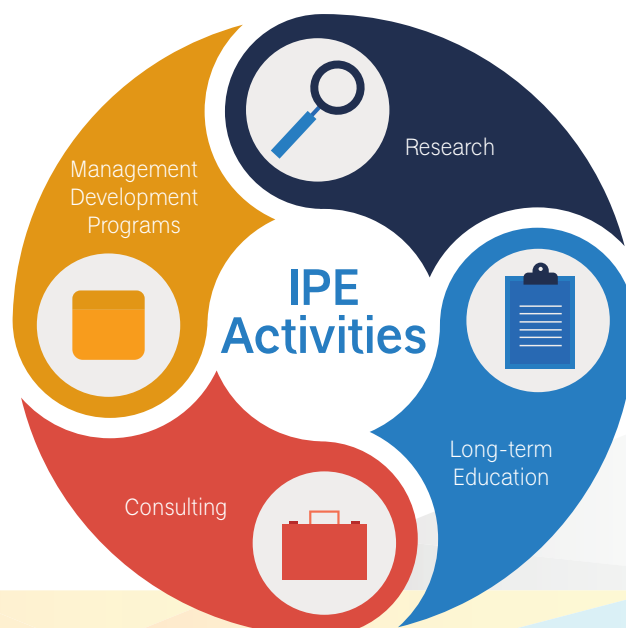 Research
Management
Development
Programs
IPE
Activities
Long-term
Education
Consulting